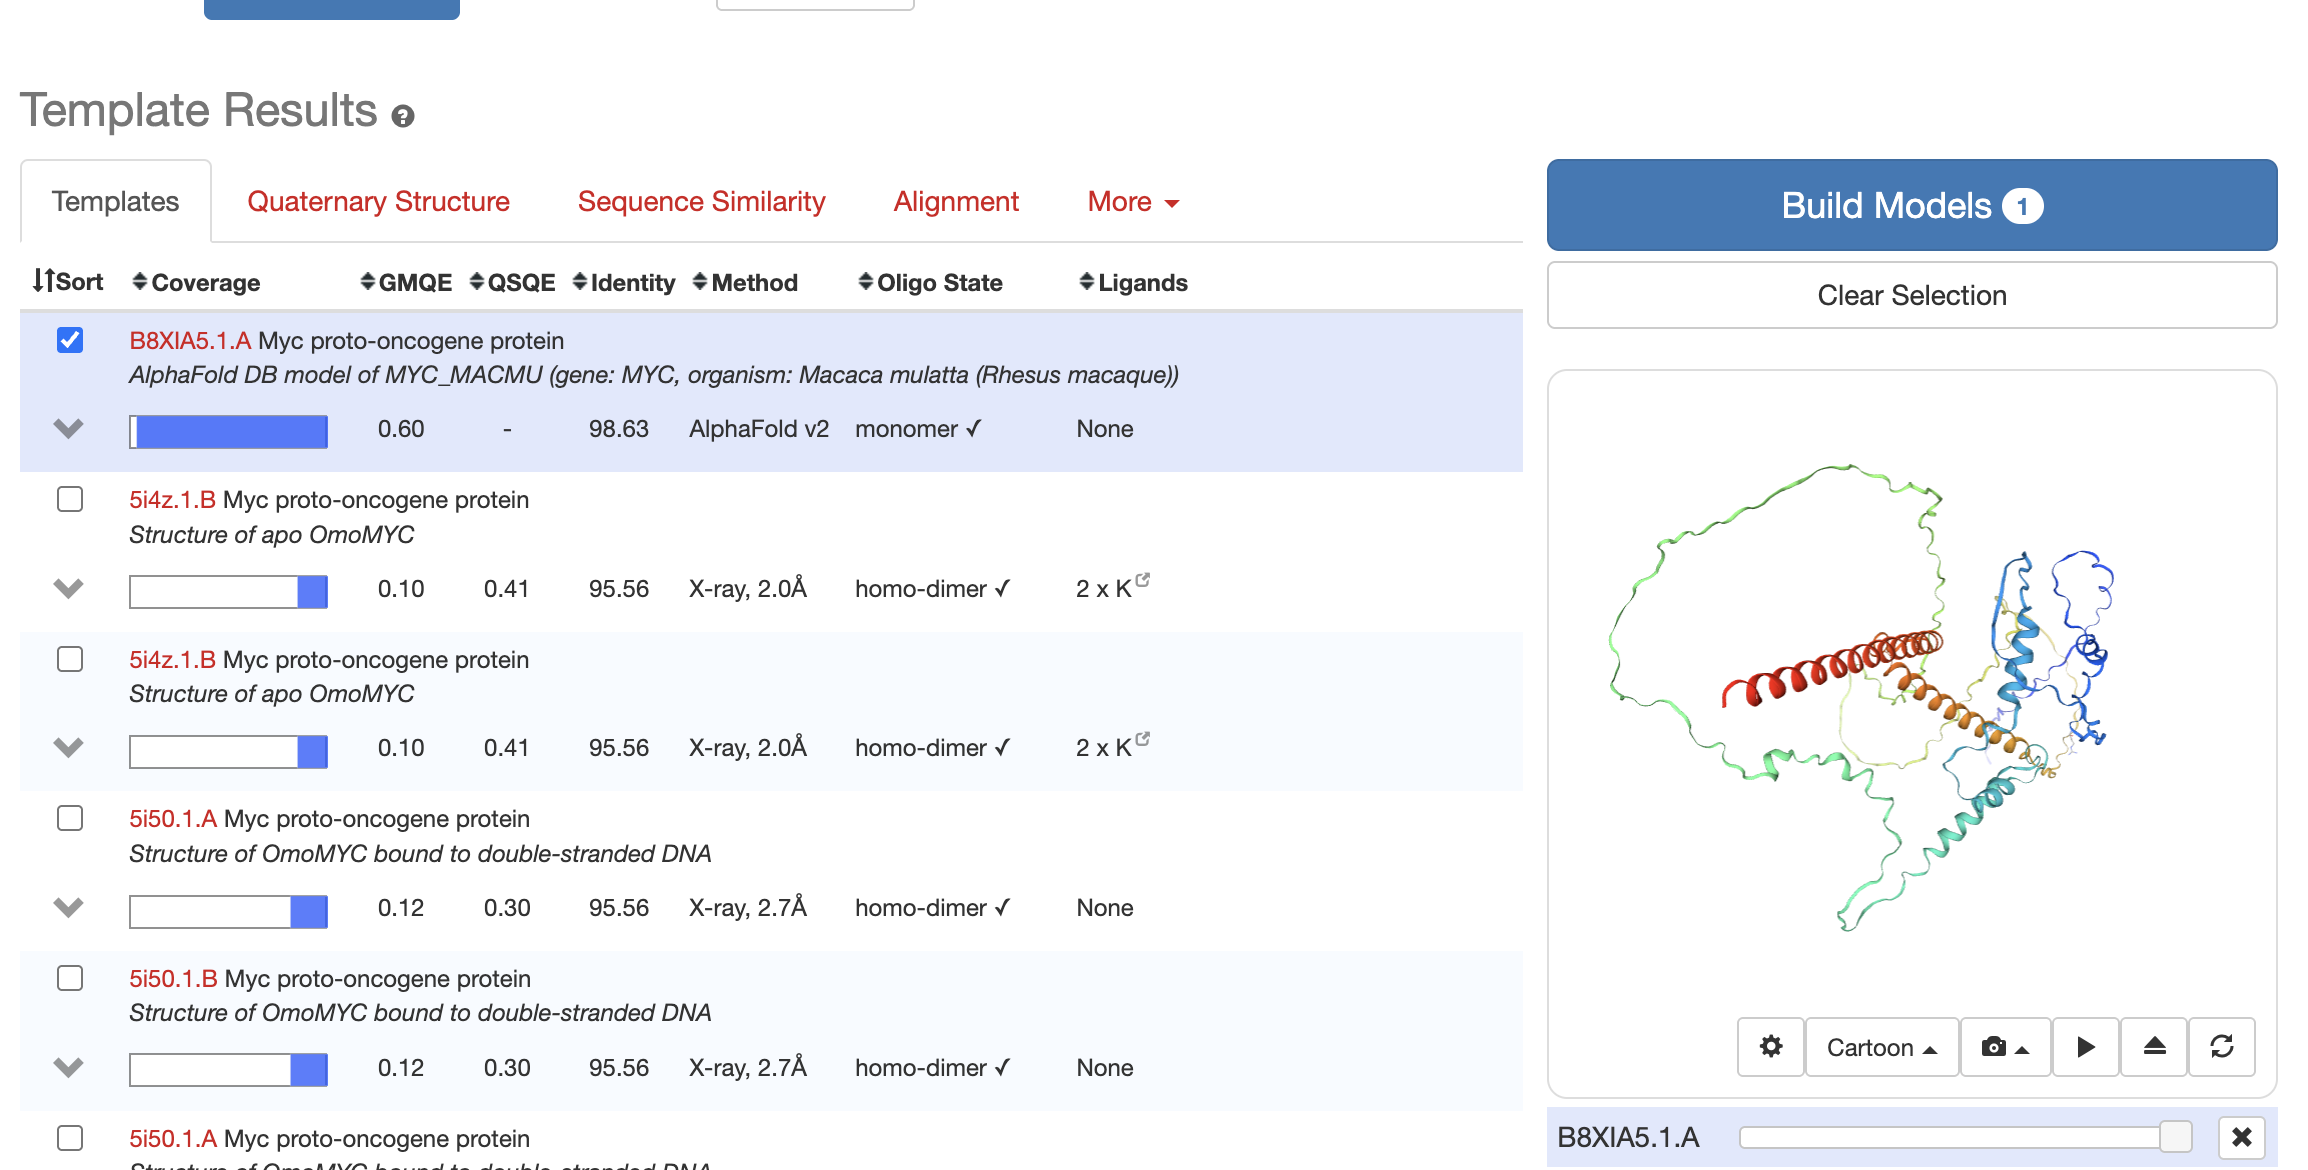 Template Results ?
Templates Quaternary Structure Sequence Similarity Alignment More
Build Models 1
Clear Selection
Sort Coverage GMQE QSQE Identity Method Oligo State Ligands
B8XIA5.1.A Myc proto-oncogene protein
AlphaFold DB model of MYC_MACMU (gene: MYC, organism: Macaca mulatta (Rhesus macaque))
0.60 - 98.63 AlphaFold v2 monomer ✓ None
5i4z.1.B Myc proto-oncogene protein
Structure of apo OmoMYC
0.10 0.41 95.56 X-ray, 2.0Å homo-dimer ✓ 2 x K
5i4z.1.B Myc proto-oncogene protein
Structure of apo OmoMYC
0.10 0.41 95.56 X-ray, 2.0Å homo-dimer ✓ 2 x K
5i50.1.A Myc proto-oncogene protein
Structure of OmoMYC bound to double-stranded DNA
0.12 0.30 95.56 X-ray, 2.7Å homo-dimer ✓ None
5i50.1.B Myc proto-oncogene protein
Structure of OmoMYC bound to double-stranded DNA
0.12 0.30 95.56 X-ray, 2.7Å homo-dimer ✓ None
5i50.1.A Myc proto-oncogene protein
Structure of OmoMYC bound to double-stranded DNA
Cartoon
B8XIA5.1.A